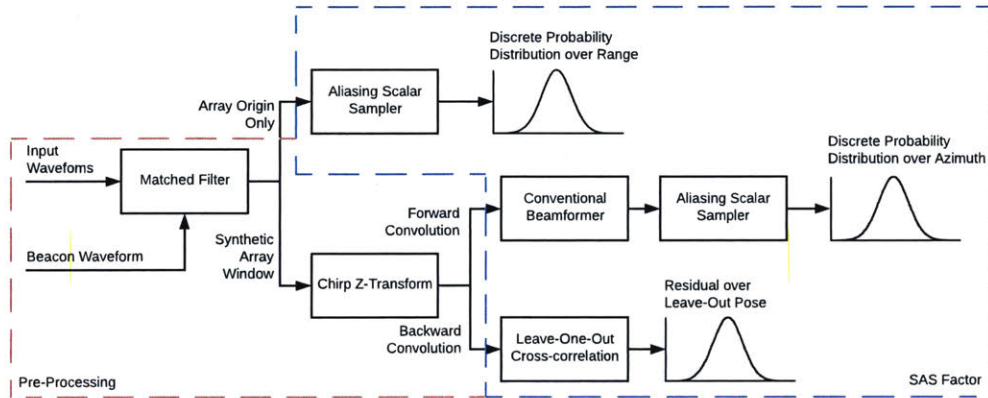 Discrete Probability
Distribution over Range
Aliasing Scalar
Sampler
Array Origin
Only
Input
Wavefoms
Matched Filter
Discrete Probability
Distribution over Azimuth
Conventional
Beamformer
Aliasing Scalar
Sampler
Forward
Convolution
Beacon Waveform
Synthetic
Array
Window
Chirp Z-Transform
Residual over
Leave-Out Pose
Backward
Convolution
Leave-One-Out
Cross-correlation
Pre-Processing
SAS Factor